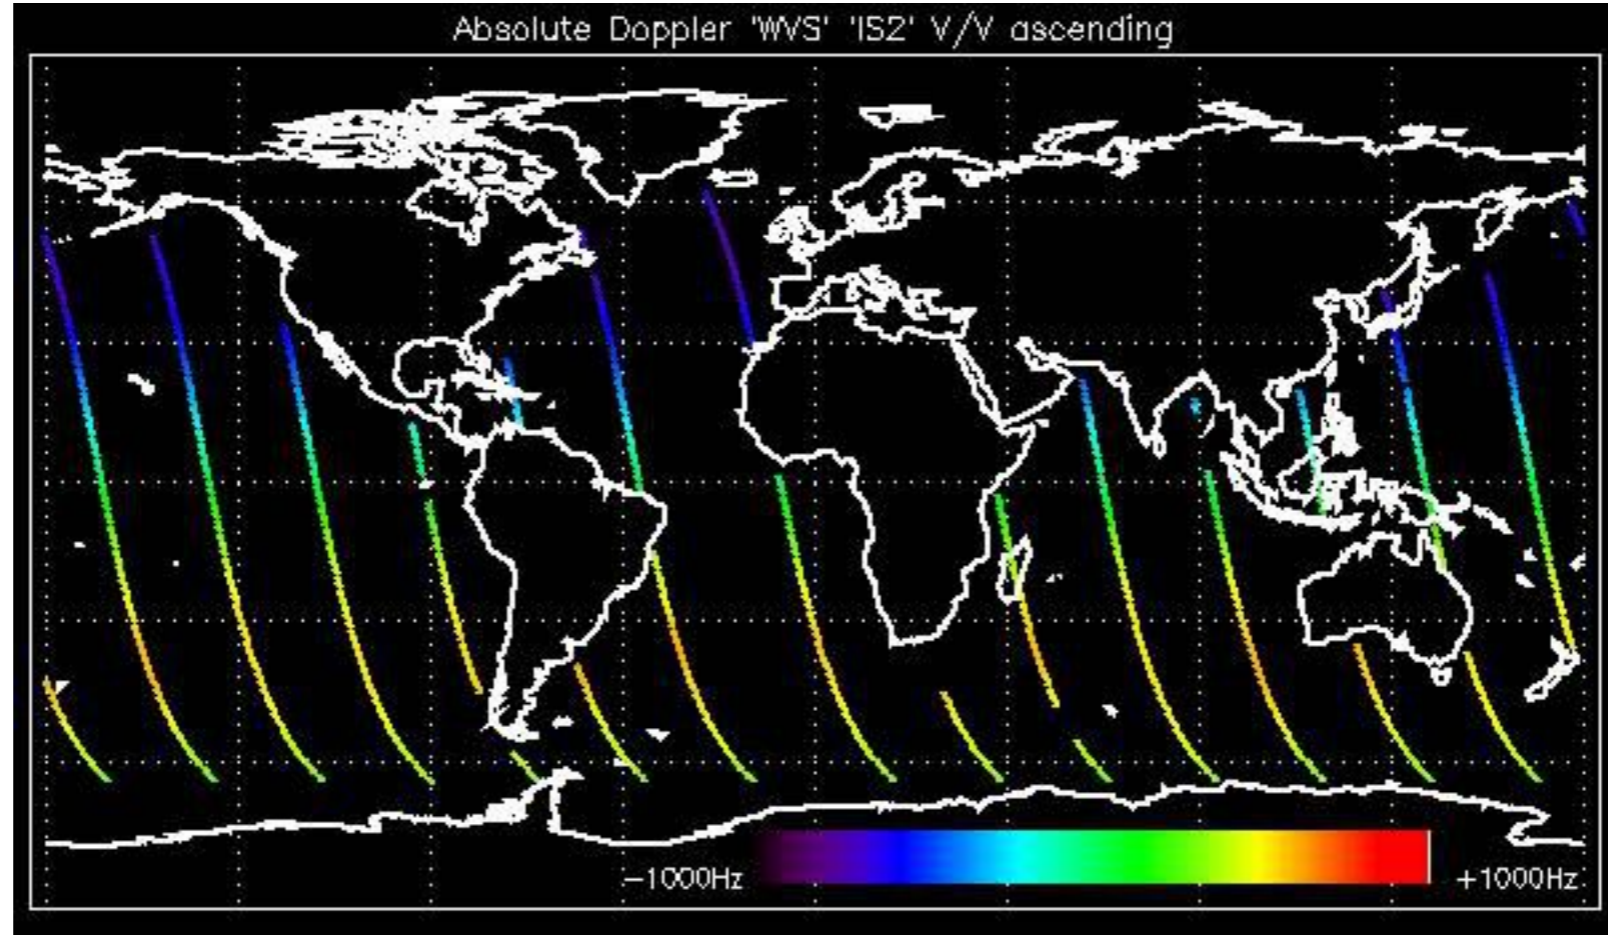 Absolute Doppler 'WVS' 'IS2' V/V ascending
-1000Hz +1000Hz